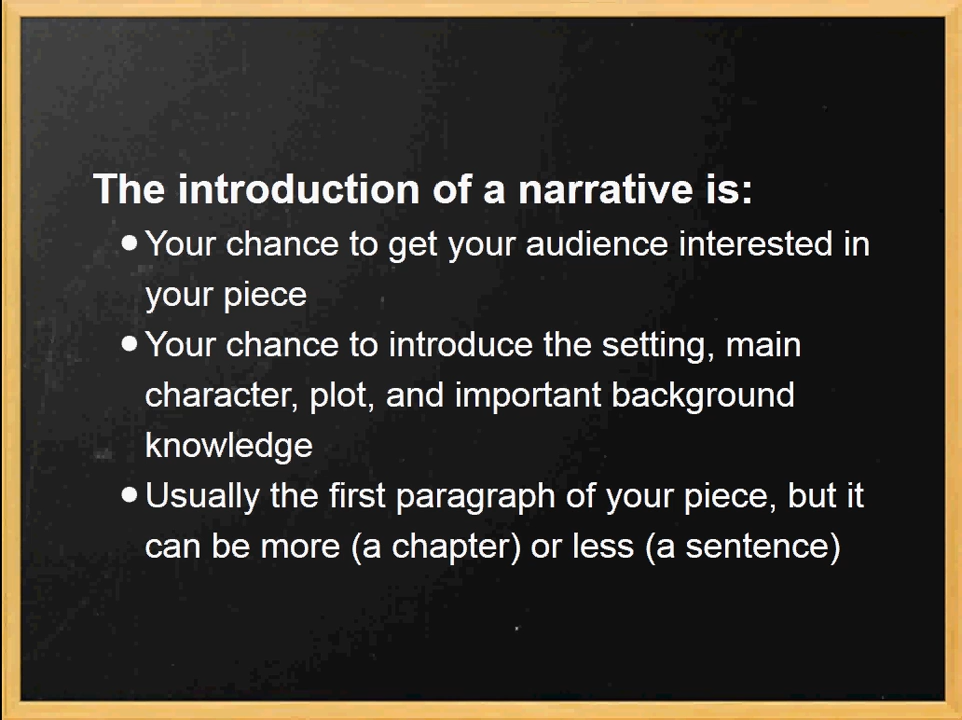 The introduction of a narrative is:
●Your chance to get your audience interested in
your piece
●Your chance to introduce the setting, main
character, plot, and important background
knowledge
●Usually the first paragraph of your piece, but it
can be more (a chapter) or less (a sentence)